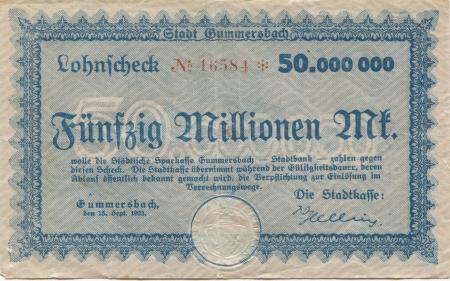 Stadt Gummersbach
Lohnscheck № 16584 * 50.000 000
50
Fünfzig Millionen Mk.
wolle die Städtische Sparkasse Gummersbach — Stadtbank — zahlen gegen
diesen Scheck. Die Stadtkasse übernimmt während der Gültigkeitsdauer, deren
Ablauf öffentlich bekannt gemacht wird, die Verpflichtung zur Einlösung im
Verrechnungswege.
Gummersbach,
den 15. Sept. 1923.
Die Stadtkasse: